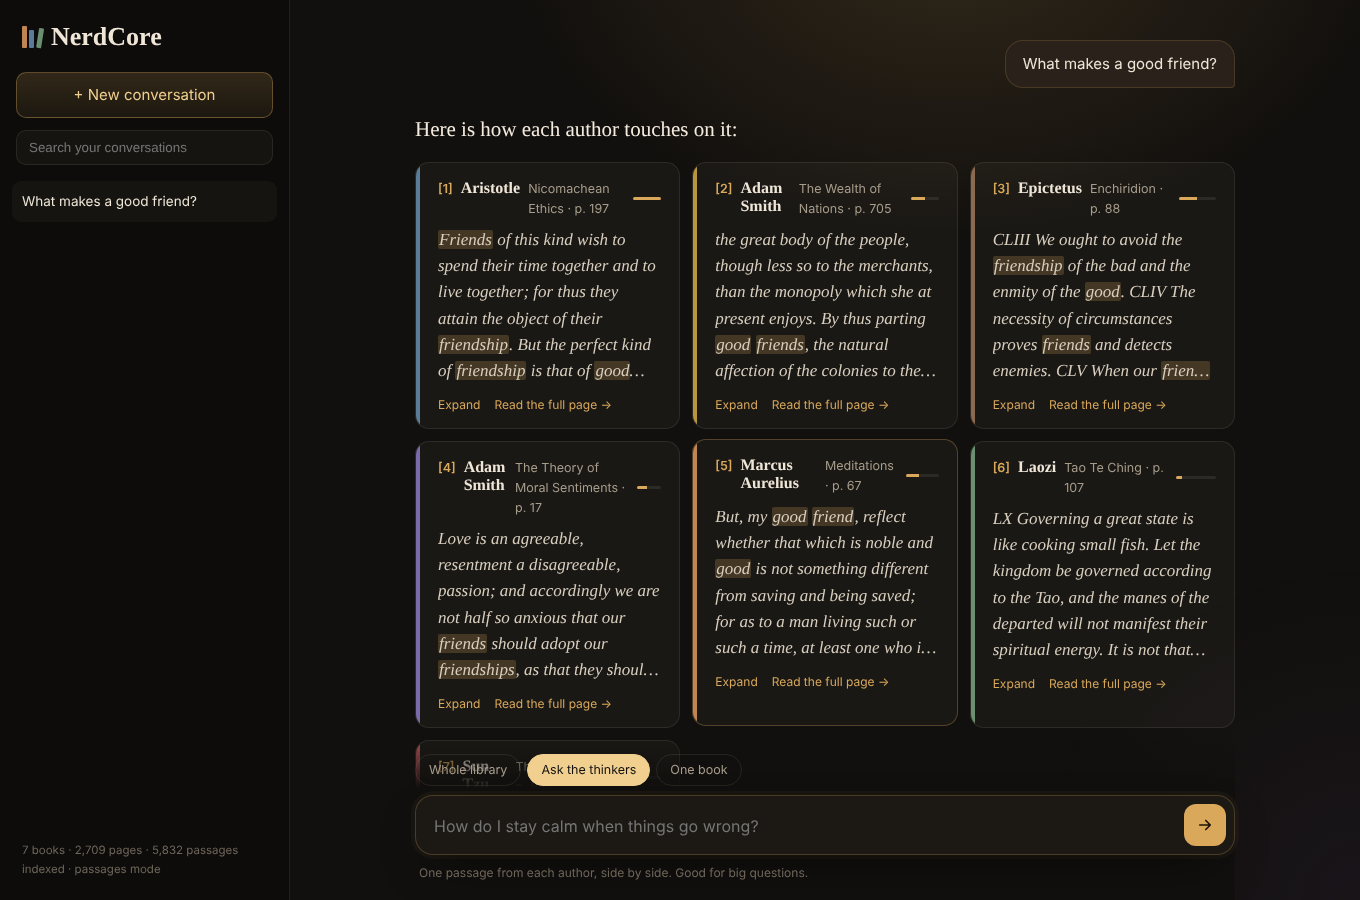 NerdCore
+ New conversation
Search your conversations
What makes a good friend?
7 books · 2,709 pages · 5,832 passages
indexed · passages mode
What makes a good friend?
Here is how each author touches on it:
[1] Aristotle Nicomachean
Ethics · p. 197
Friends of this kind wish to
spend their time together and to
live together; for thus they
attain the object of their
friendship. But the perfect kind
of friendship is that of good…
Expand Read the full page →
[2] Adam Smith The Wealth of
Nations · p. 705
the great body of the people,
though less so to the merchants,
than the monopoly which she at
present enjoys. By thus parting
good friends, the natural
affection of the colonies to the…
Expand Read the full page →
[3] Epictetus Enchiridion ·
p. 88
CLIII We ought to avoid the
friendship of the bad and the
enmity of the good. CLIV The
necessity of circumstances
proves friends and detects
enemies. CLV When our frien…
Expand Read the full page →
[4] Adam Smith The Theory of
Moral Sentiments ·
p. 17
Love is an agreeable,
resentment a disagreeable,
passion; and accordingly we are
not half so anxious that our
friends should adopt our
friendships, as that they shoul…
Expand Read the full page →
[5] Marcus Aurelius Meditations
· p. 67
But, my good friend, reflect
whether that which is noble and
good is not something different
from saving and being saved;
for as to a man living such or
such a time, at least one who i…
Expand Read the full page →
[6] Laozi Tao Te Ching · p.
107
LX Governing a great state is
like cooking small fish. Let the
kingdom be governed according
to the Tao, and the manes of the
departed will not manifest their
spiritual energy. It is not that…
Expand Read the full page →
[7] Sun Tzu
Whole library Ask the thinkers One book
How do I stay calm when things go wrong?
→
One passage from each author, side by side. Good for big questions.